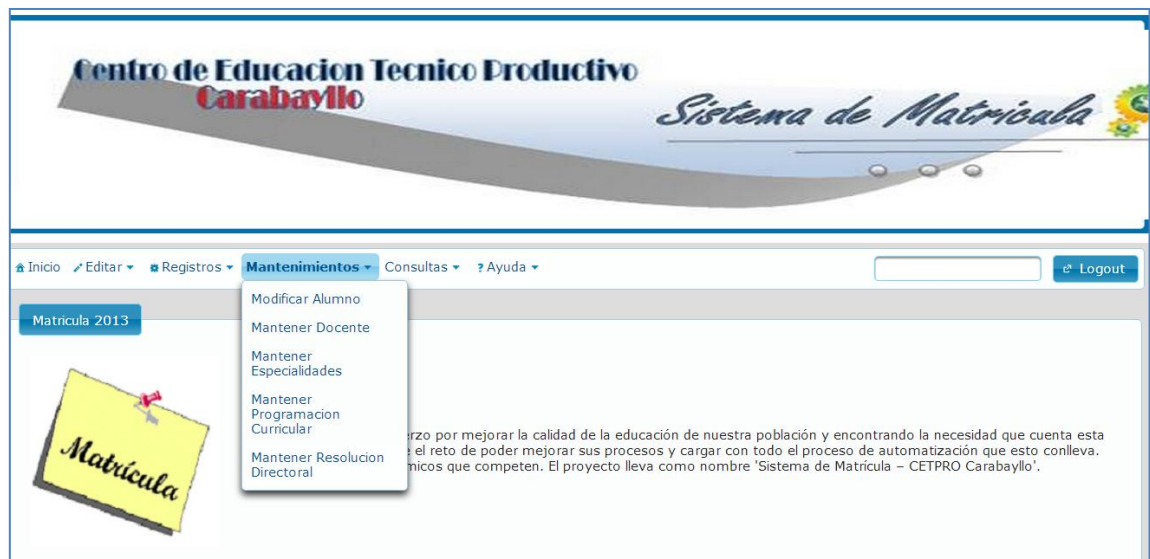 Centro de Educacion Tecnico Productivo
Carabayllo
Sistema de Matricula
Inicio Editar Registros Mantenimientos Consultas ? Ayuda Logout
Matricula 2013
Modificar Alumno
Mantener Docente
Mantener
Especialidades
Mantener
Programacion
Curricular
Mantener Resolucion
Directoral
Matrícula
por mejorar la calidad de la educación de nuestra población y encontrando la necesidad que cuenta esta
el reto de poder mejorar sus procesos y cargar con todo el proceso de automatización que esto conlleva.
que competen. El proyecto lleva como nombre 'Sistema de Matrícula – CETPRO Carabayllo'.